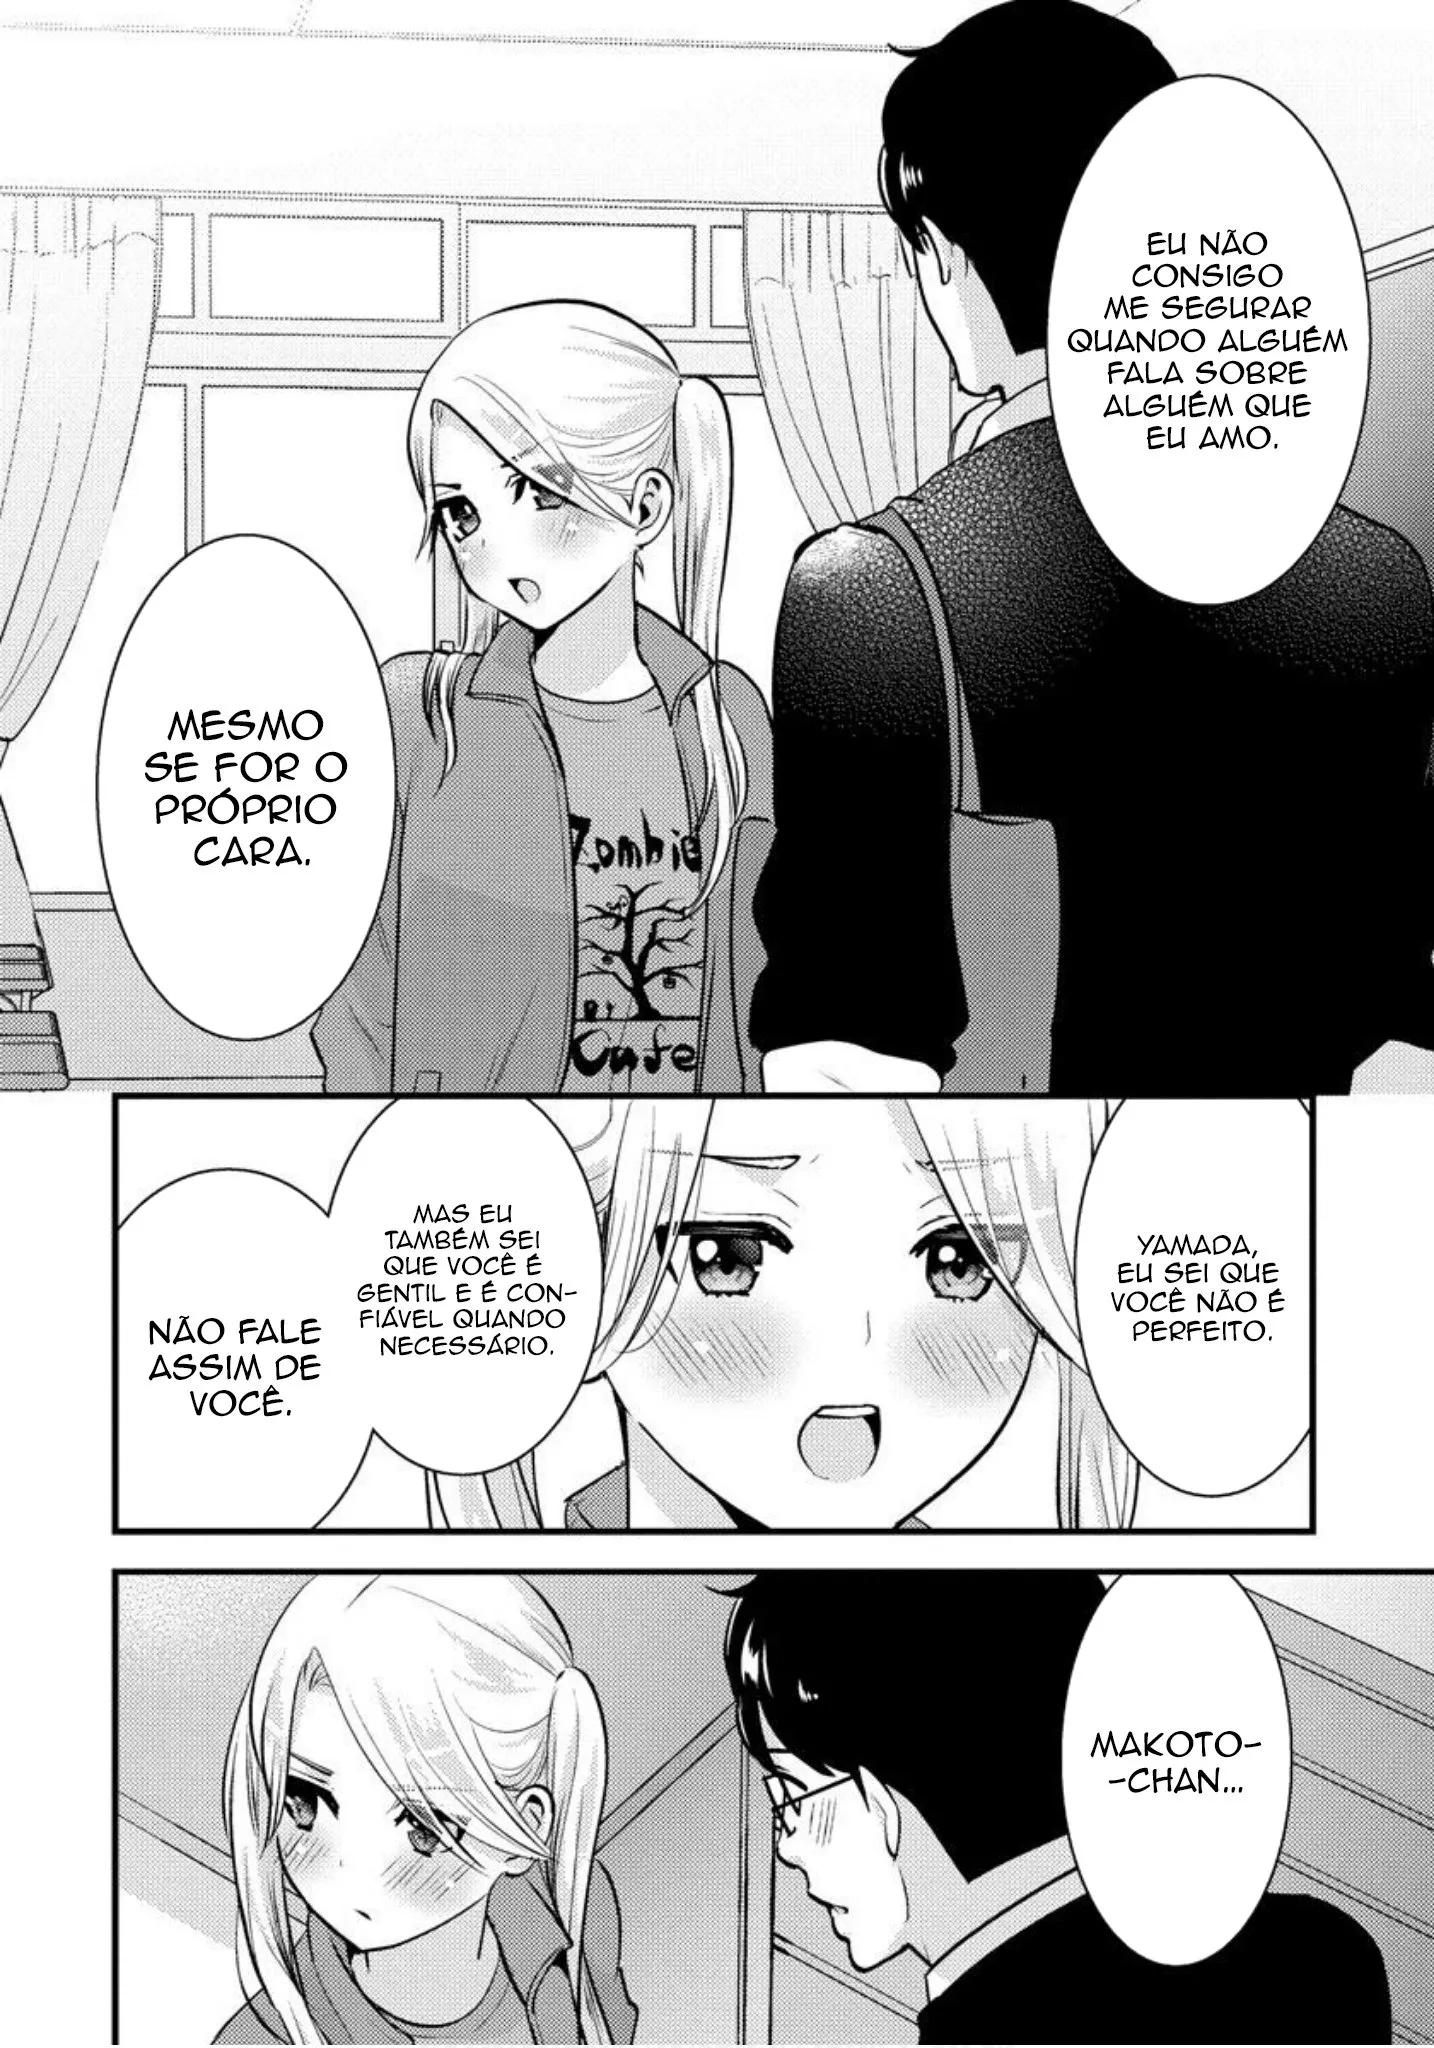 EU NÃO
CONSIGO
ME SEGURAR
QUANDO ALGUÉM
FALA SOBRE
ALGUÉM QUE
EU AMO.
MESMO
SE FOR O
PRÓPRIO
CARA.
Zombie
Cafe
YAMADA,
EU SEI QUE
VOCÊ NÃO É
PERFEITO.
MAS EU
TAMBÉM SEI
QUE VOCÊ É
GENTIL E É CON-
FIÁVEL QUANDO
NECESSÁRIO.
NÃO FALE
ASSIM DE
VOCÊ.
MAKOTO-
-CHAN...